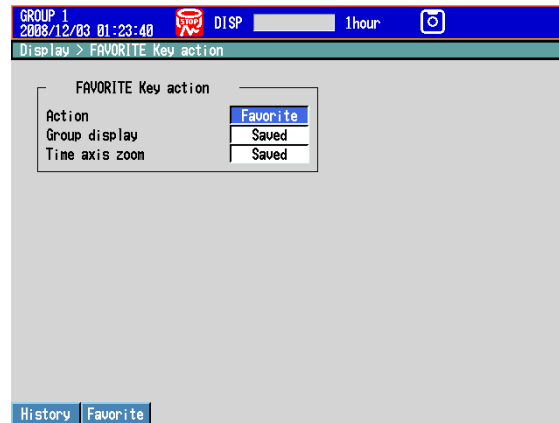 GROUP 1
2008/12/03 01:23:40
STOP
DISP
1hour
Display > FAVORITE Key action
FAVORITE Key action
Action Favorite
Group display Saved
Time axis zoom Saved
History Favorite